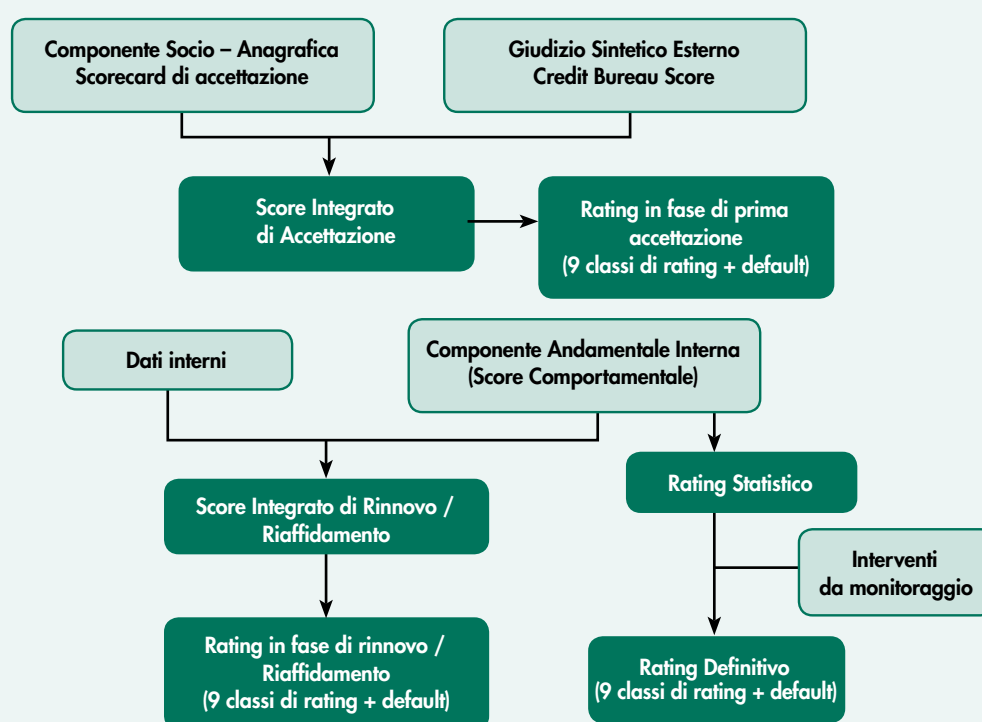 Componente Socio – Anagrafica
Scorecard di accettazione
Giudizio Sintetico Esterno
Credit Bureau Score
Score Integrato
di Accettazione
Rating in fase di prima
accettazione
(9 classi di rating + default)
Dati interni
Componente Andamentale Interna
(Score Comportamentale)
Score Integrato di Rinnovo /
Riaffidamento
Rating Statistico
Interventi
da monitoraggio
Rating in fase di rinnovo /
Riaffidamento
(9 classi di rating + default)
Rating Definitivo
(9 classi di rating + default)